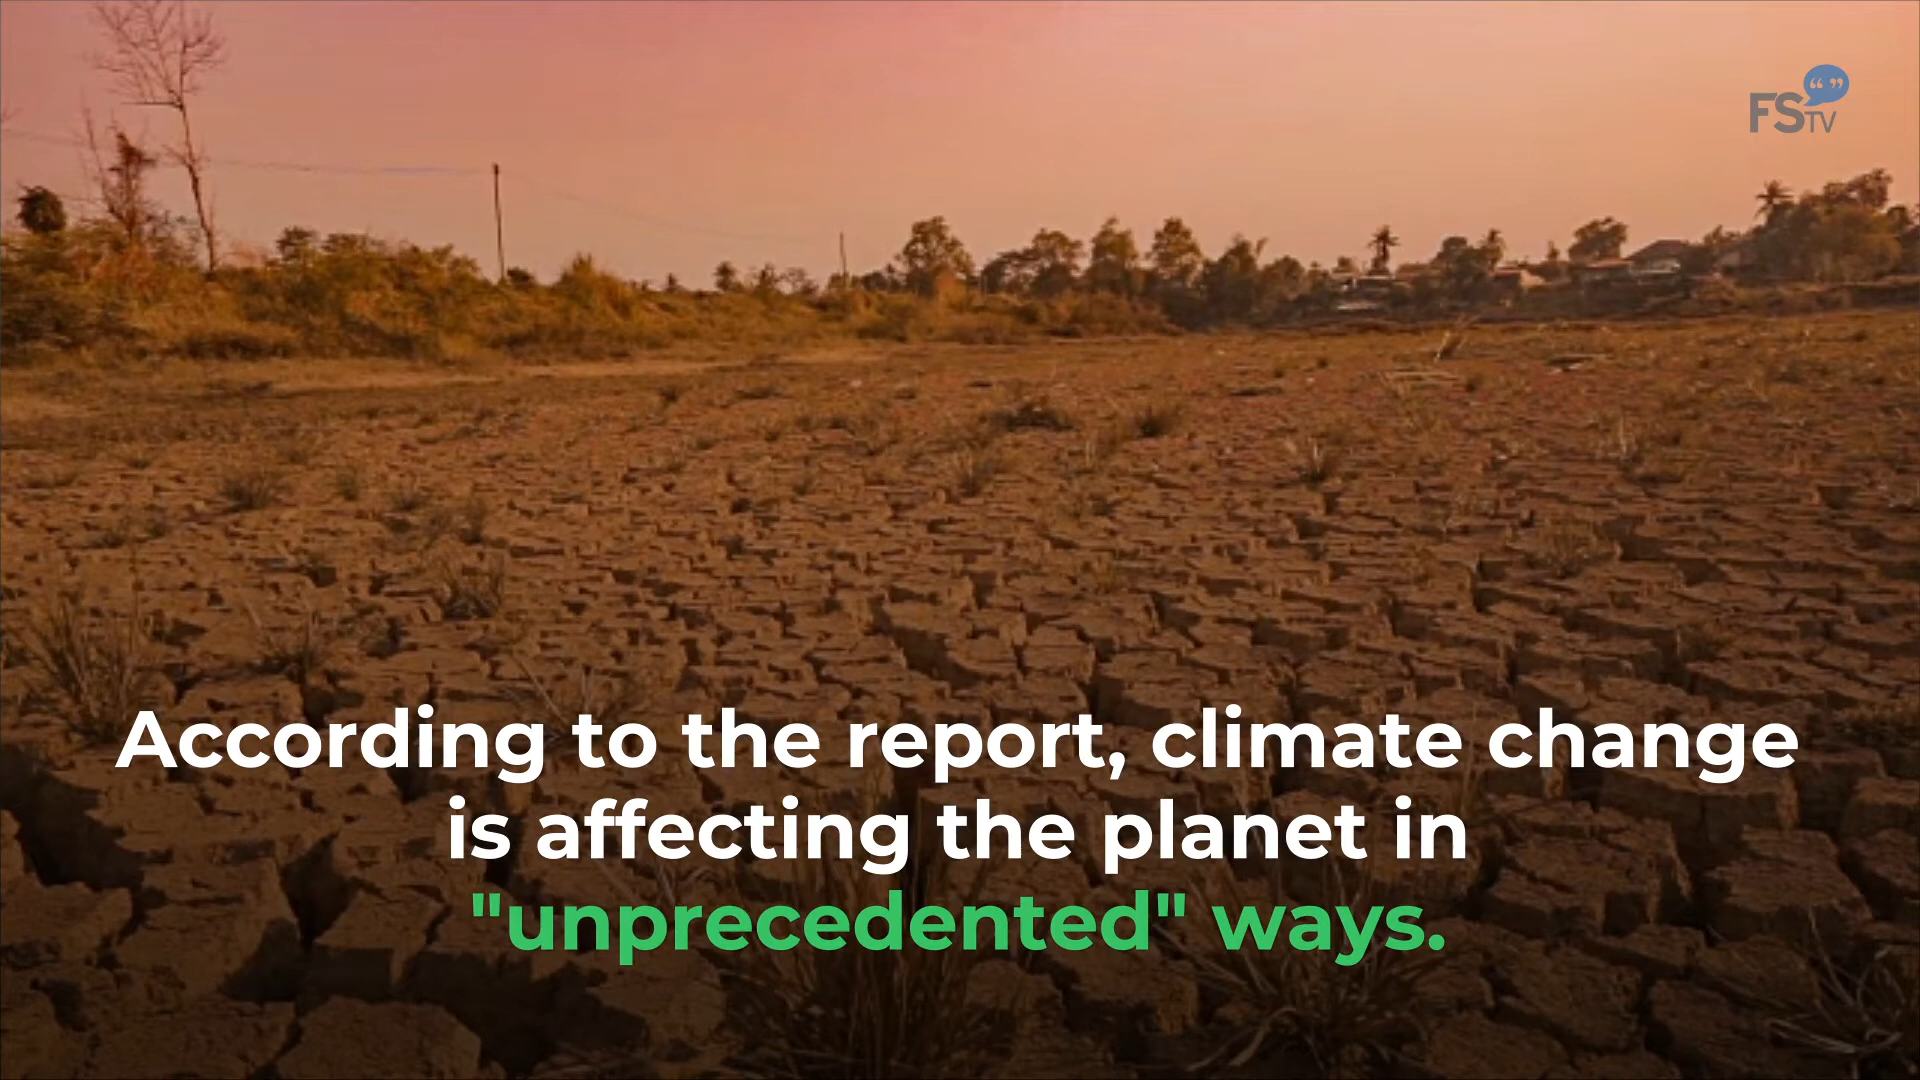 FSTV
According to the report, climate change
is affecting the planet in
"unprecedented" ways.